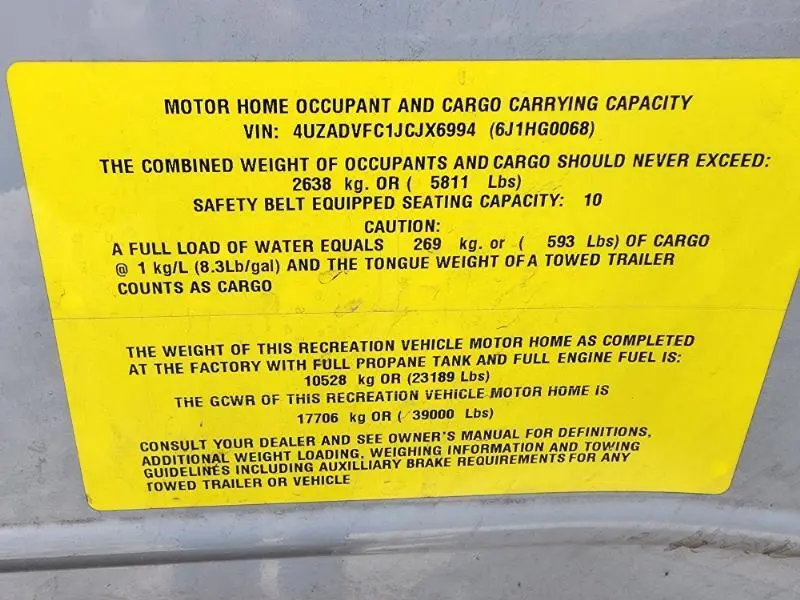 MOTOR HOME OCCUPANT AND CARGO CARRYING CAPACITY
VIN: 4UZADVFC1JCJX6994 (6J1HG0068)
THE COMBINED WEIGHT OF OCCUPANTS AND CARGO SHOULD NEVER EXCEED:
2638 kg. OR ( 5811 Lbs)
SAFETY BELT EQUIPPED SEATING CAPACITY: 10
CAUTION:
A FULL LOAD OF WATER EQUALS 269 kg. or ( 593 Lbs) OF CARGO
@ 1 kg/L (8.3Lb/gal) AND THE TONGUE WEIGHT OF A TOWED TRAILER
COUNTS AS CARGO
THE WEIGHT OF THIS RECREATION VEHICLE MOTOR HOME AS COMPLETED
AT THE FACTORY WITH FULL PROPANE TANK AND FULL ENGINE FUEL IS:
10528 kg OR (23189 Lbs)
THE GCWR OF THIS RECREATION VEHICLE MOTOR HOME IS
17706 kg OR ( 39000 Lbs)
CONSULT YOUR DEALER AND SEE OWNER'S MANUAL FOR DEFINITIONS,
ADDITIONAL WEIGHT LOADING, WEIGHING INFORMATION AND TOWING
GUIDELINES INCLUDING AUXILLIARY BRAKE REQUIREMENTS FOR ANY
TOWED TRAILER OR VEHICLE